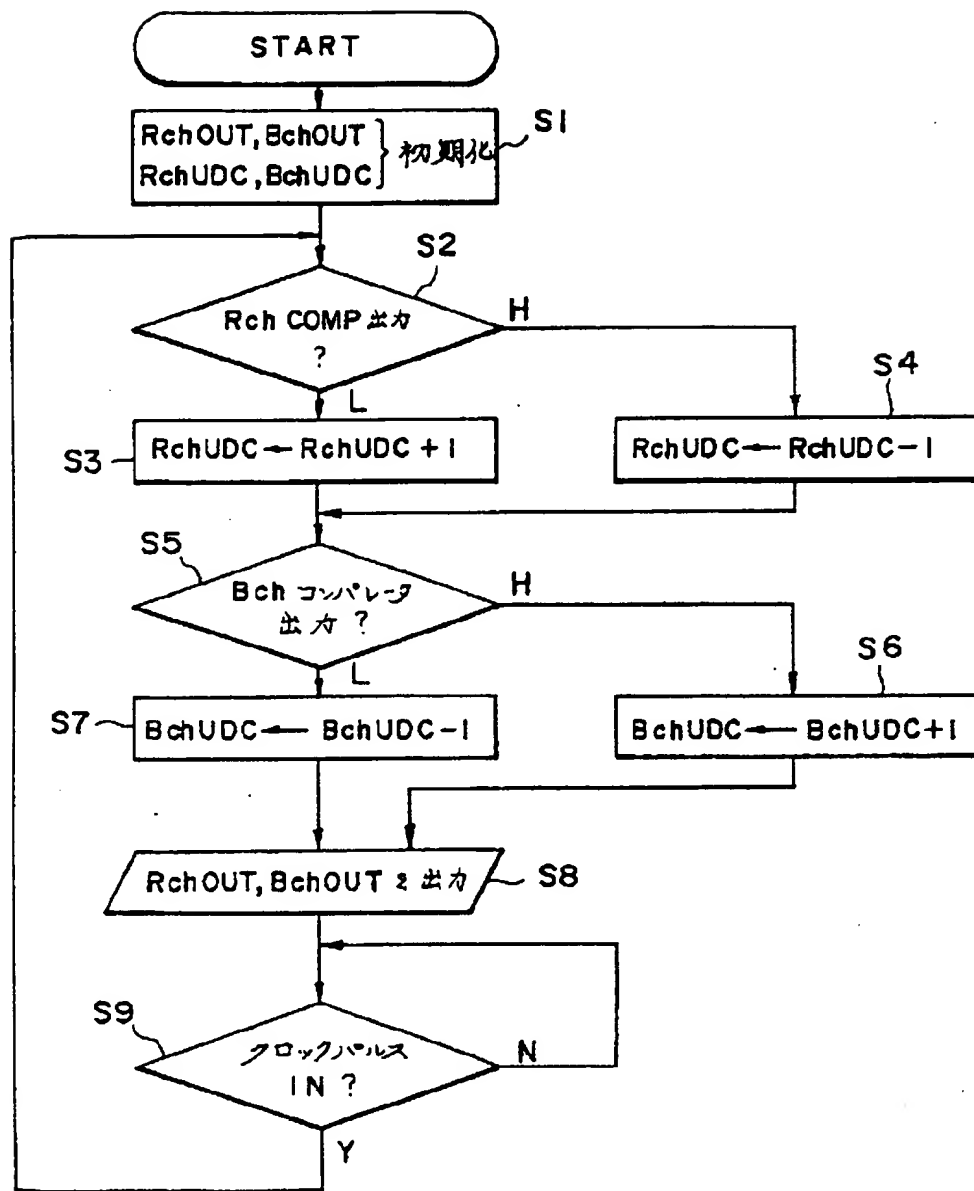 START
RchOUT, BchOUT
RchUDC, BchUDC } 初期化
S1
S2
Rch COMP 出力
?
H
L
S3
RchUDC ← RchUDC + 1
S4
RchUDC ← RchUDC - 1
S5
Bch コンパレータ
出力 ?
H
L
S6
BchUDC ← BchUDC+1
S7
BchUDC ← BchUDC-1
RchOUT, BchOUT を 出力
S8
S9
クロックパルス
IN ?
N
Y